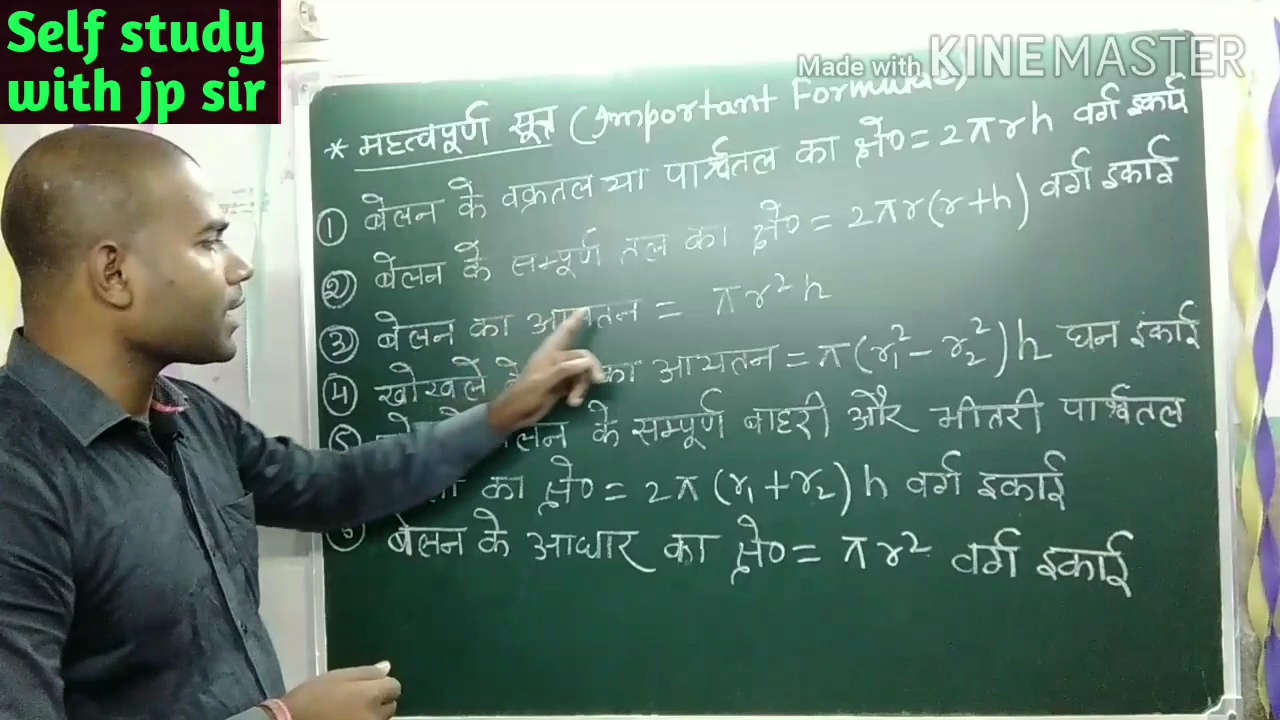 Self study
with jp sir
Made with KINEMASTER
* महत्वपूर्ण सूत्र (Important Formulae)
① बेलन के वक्रतल या पार्श्वतल का क्षे० = 2πrh वर्ग इकाई
② बेलन के सम्पूर्ण तल का क्षे० = 2πr(r+h) वर्ग इकाई
③ बेलन का आयतन = πr²h
④ खोखले का आयतन = π(r₁² - r₂²)h घन इकाई
⑤ के सम्पूर्ण बाहरी और भीतरी पार्श्वतल
का क्षे० = 2π(r₁+r₂)h वर्ग इकाई
बेलन के आधार का क्षे० = πr² वर्ग इकाई